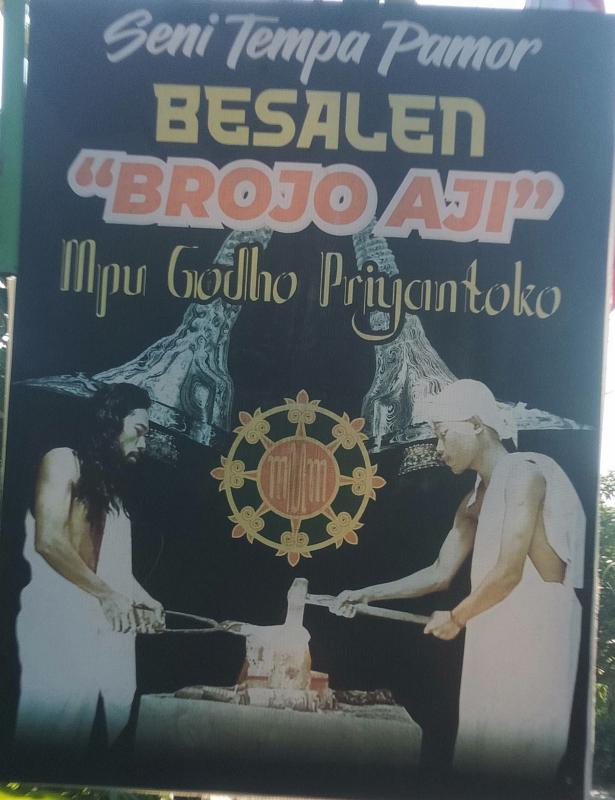 Seni Tempa Pamor
BESALEN
"BROJO AJI"
Mpu Godho Priyantoko